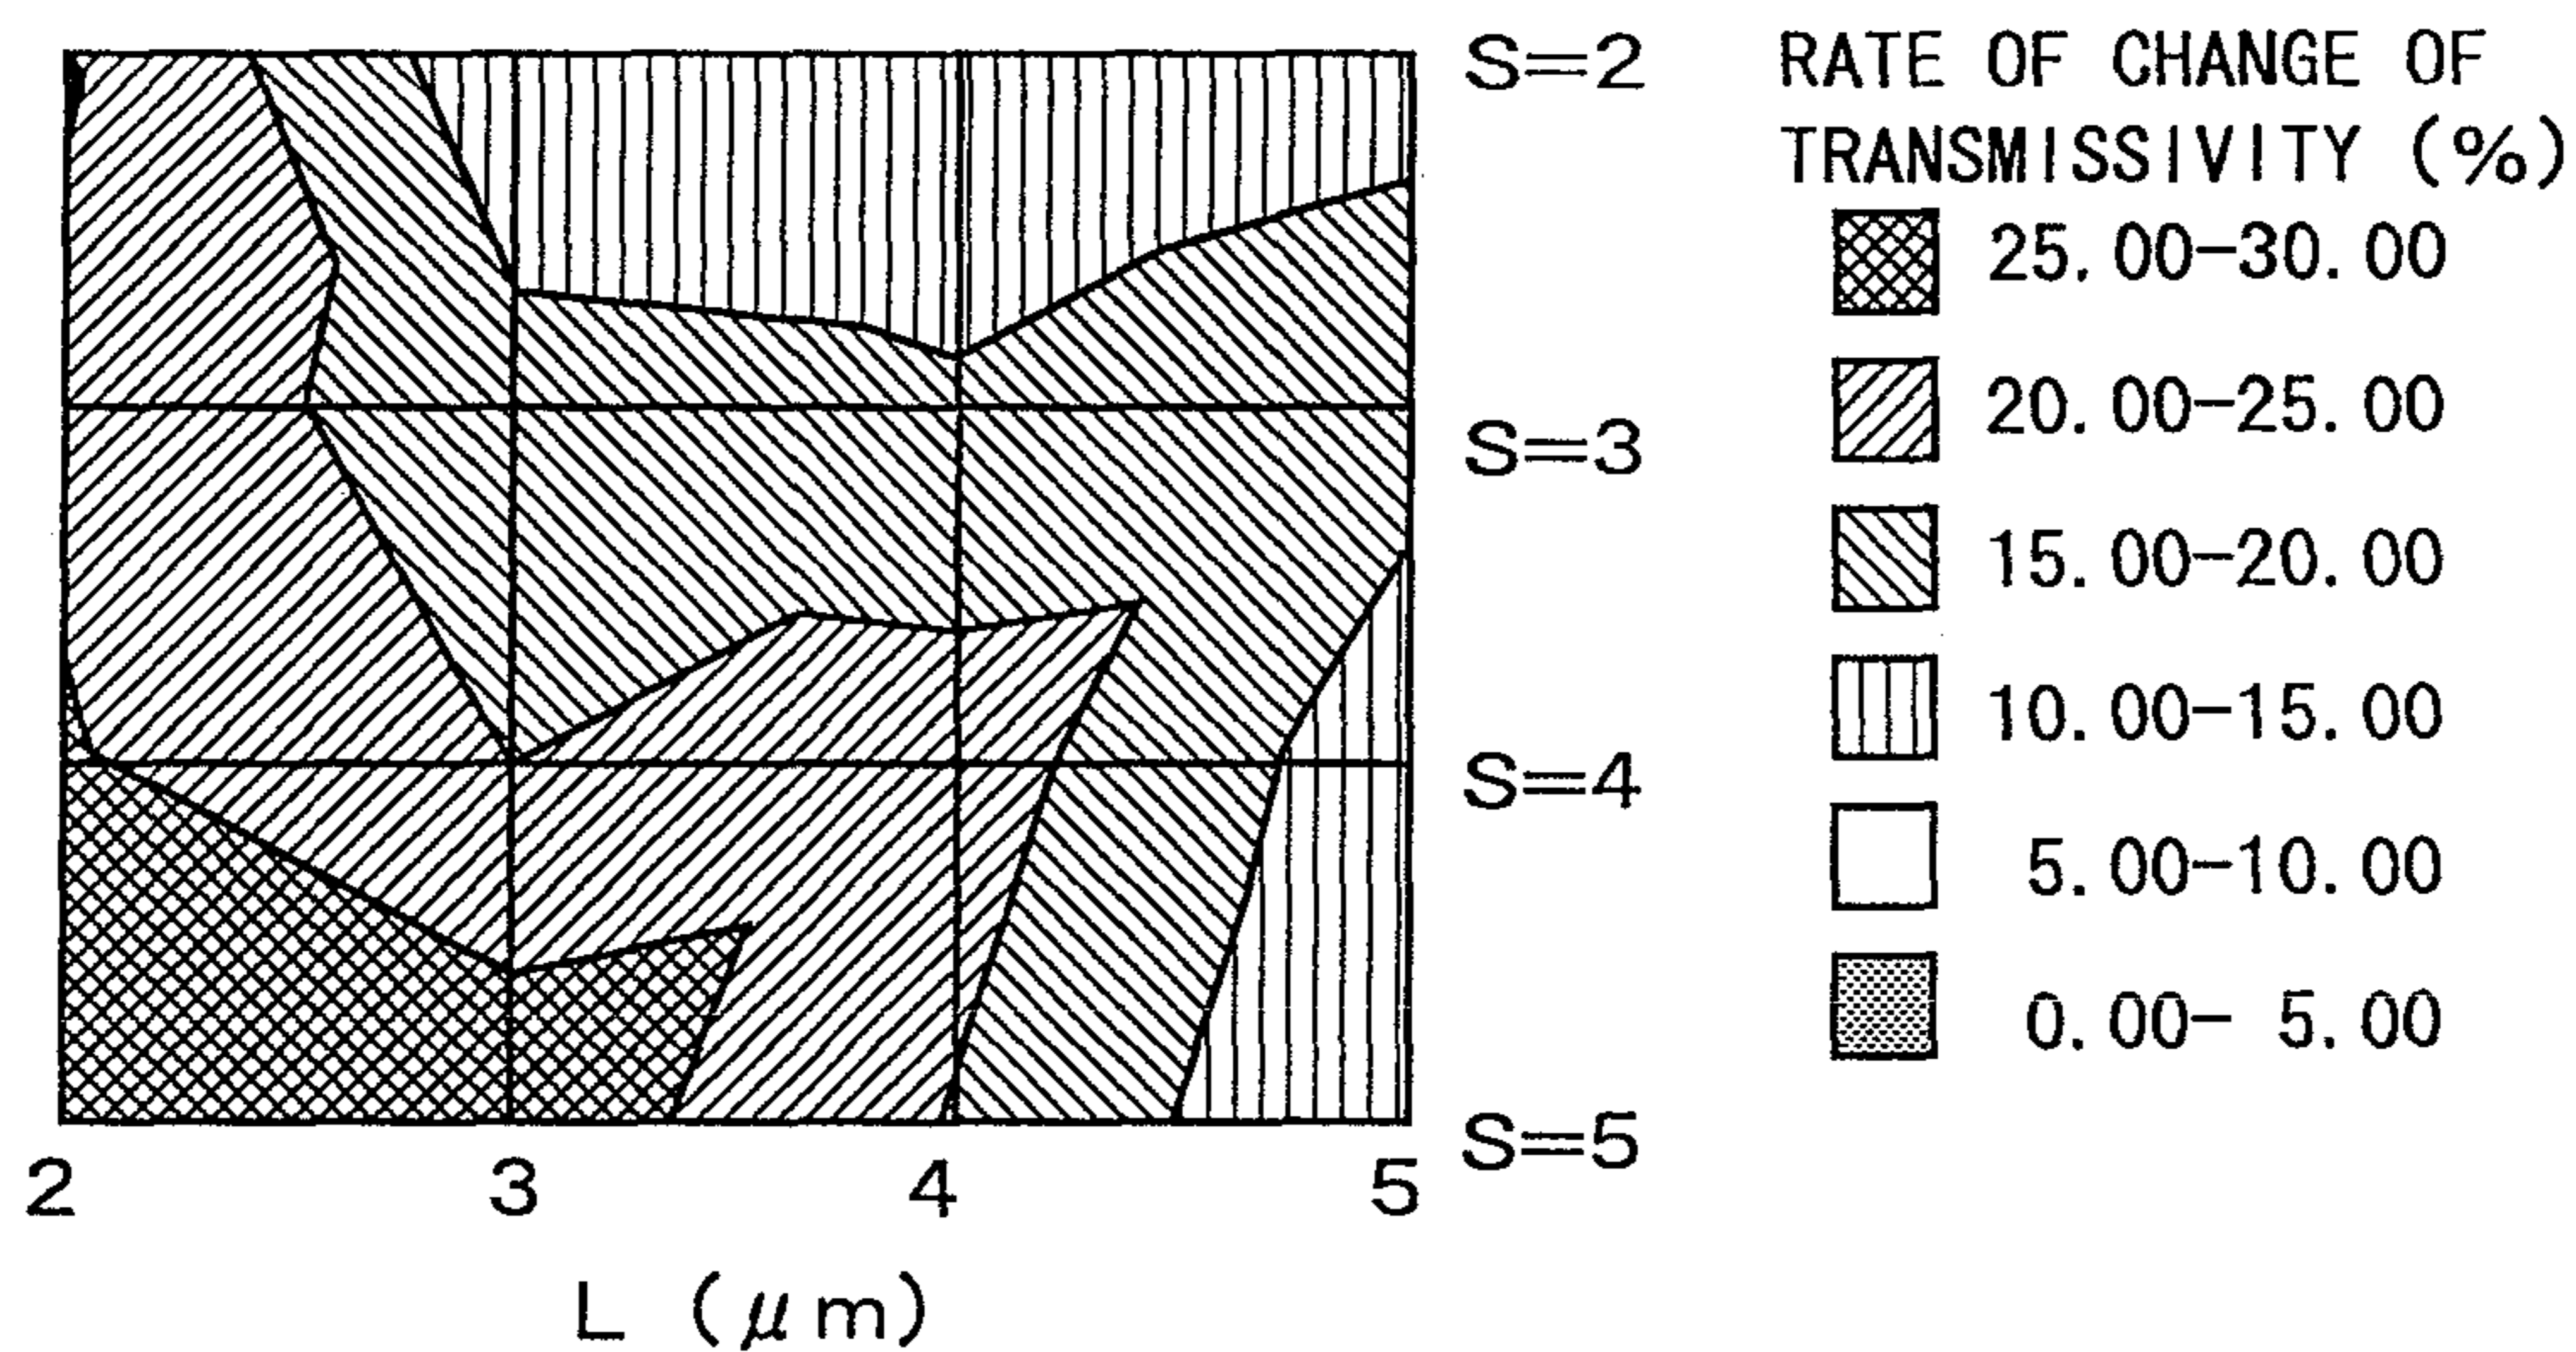 S=2
S=3
S=4
S=5
2 3 4 5
L (μm)
RATE OF CHANGE OF
TRANSMISSIVITY (%)
25.00-30.00
20.00-25.00
15.00-20.00
10.00-15.00
5.00-10.00
0.00- 5.00